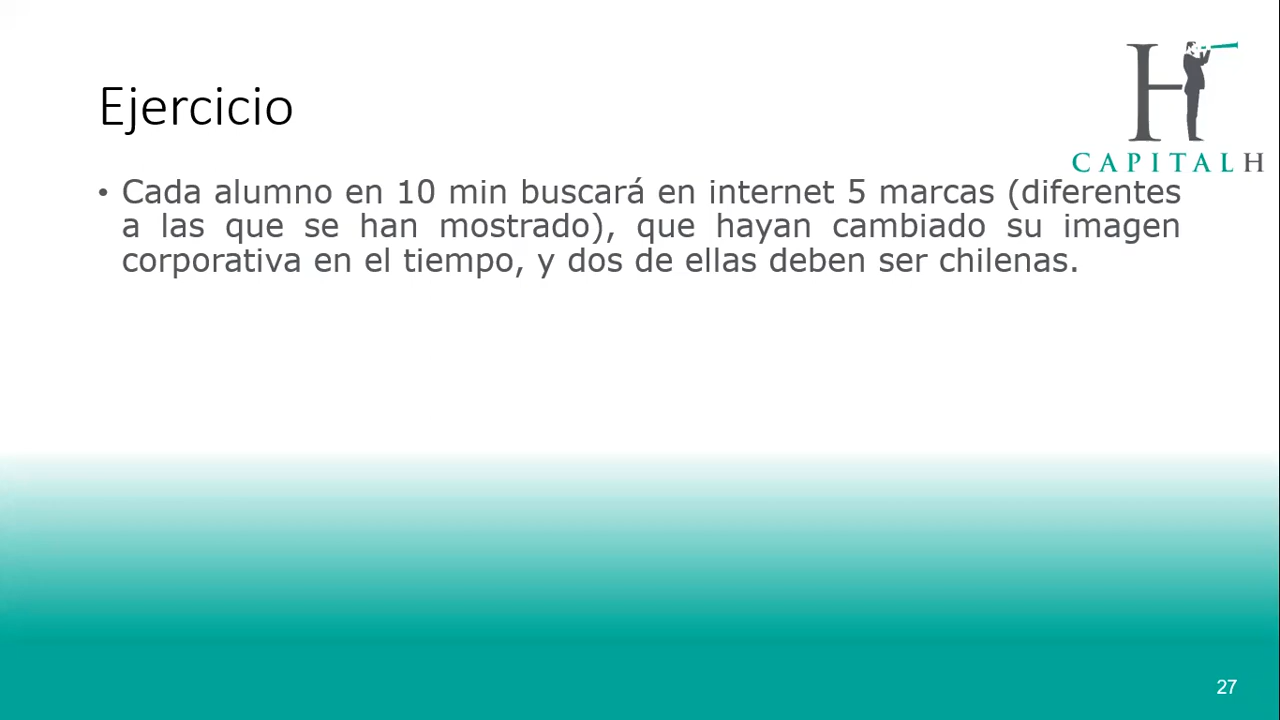 Ejercicio
CAPITALH
• Cada alumno en 10 min buscará en internet 5 marcas (diferentes
a las que se han mostrado), que hayan cambiado su imagen
corporativa en el tiempo, y dos de ellas deben ser chilenas.
27